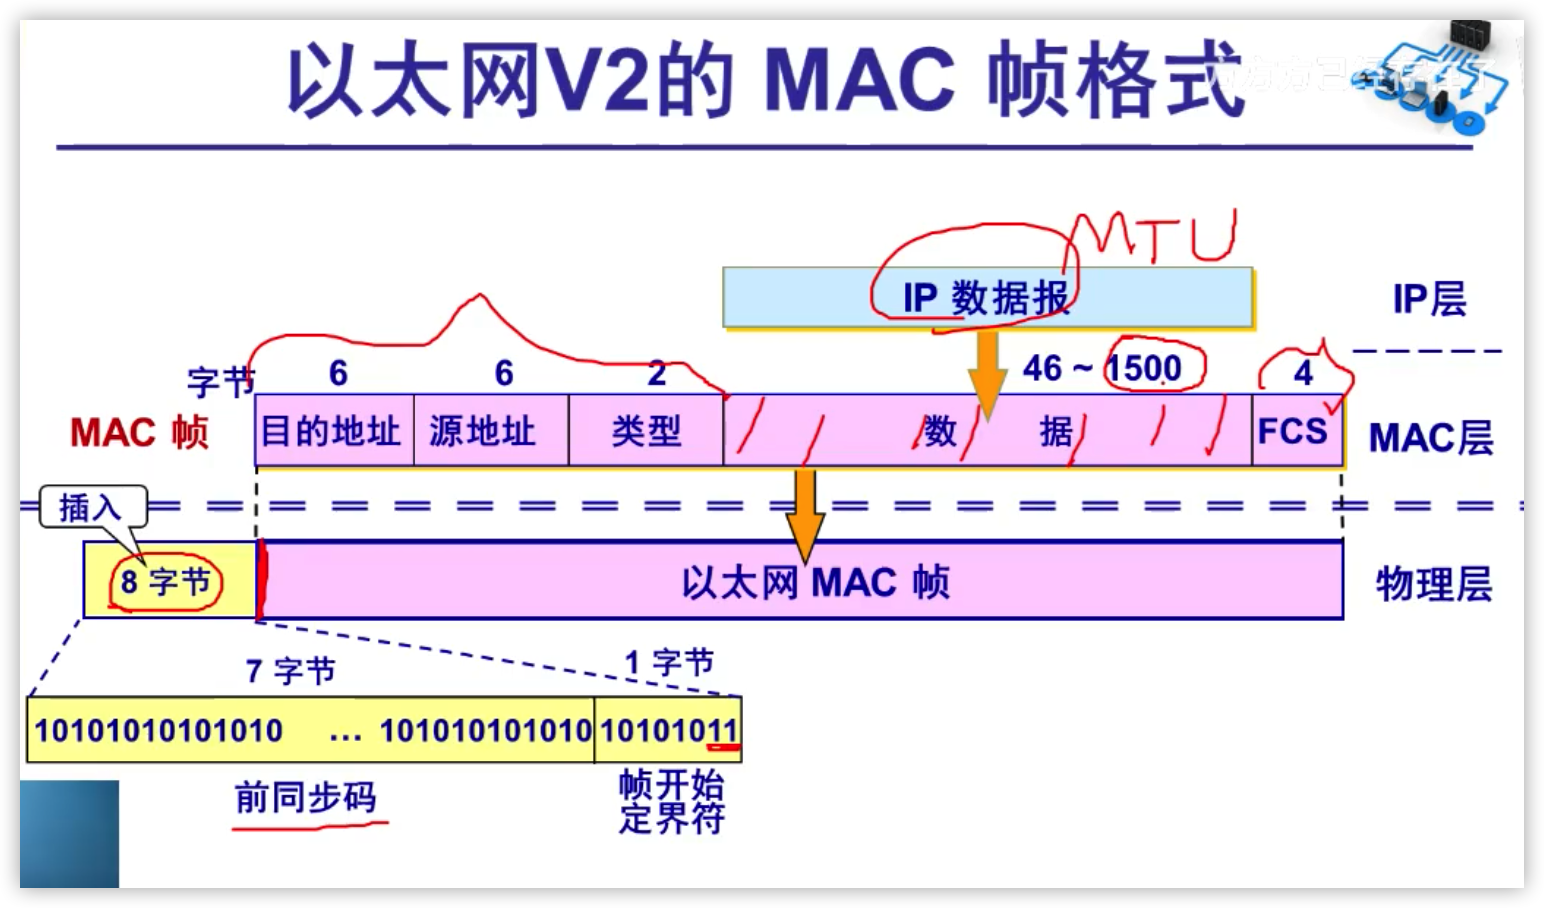 以太网V2的 MAC 帧格式
MTU
IP 数据报
IP层
字节
6
6
2
46 ~ 1500
4
MAC 帧
目的地址
源地址
类型
数 据
FCS
MAC层
插入
8 字节
以太网 MAC 帧
物理层
7 字节
1 字节
10101010101010 … 101010101010
10101011
前同步码
帧开始
定界符